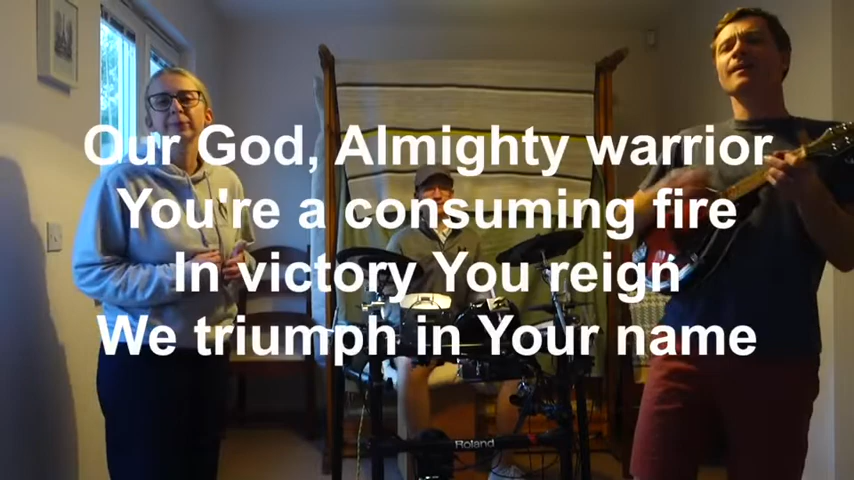 Our God, Almighty warrior
You're a consuming fire
In victory You reign
We triumph in Your name
Roland